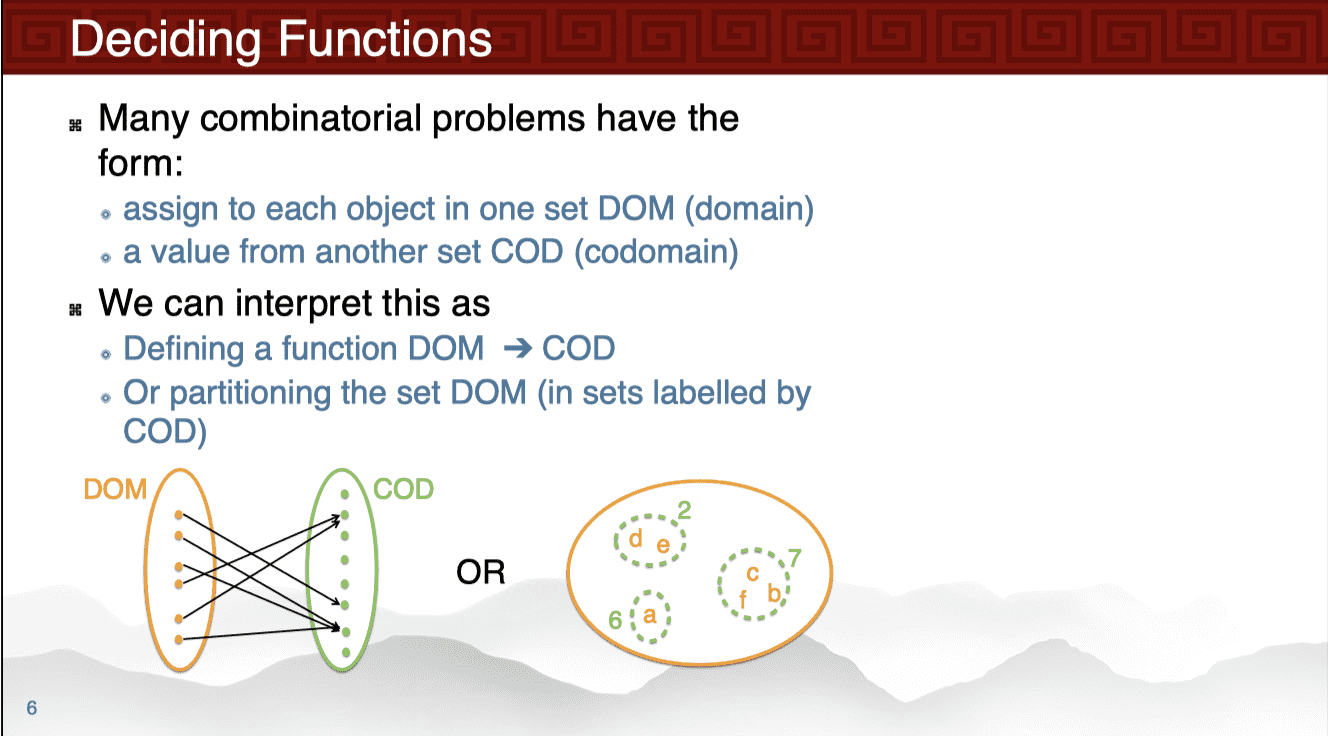 Deciding Functions
Many combinatorial problems have the
form:
assign to each object in one set DOM (domain)
a value from another set COD (codomain)
We can interpret this as
Defining a function DOM ➔ COD
Or partitioning the set DOM (in sets labelled by
COD)
DOM
COD
OR
2
d e
7
c
f b
6 a
6